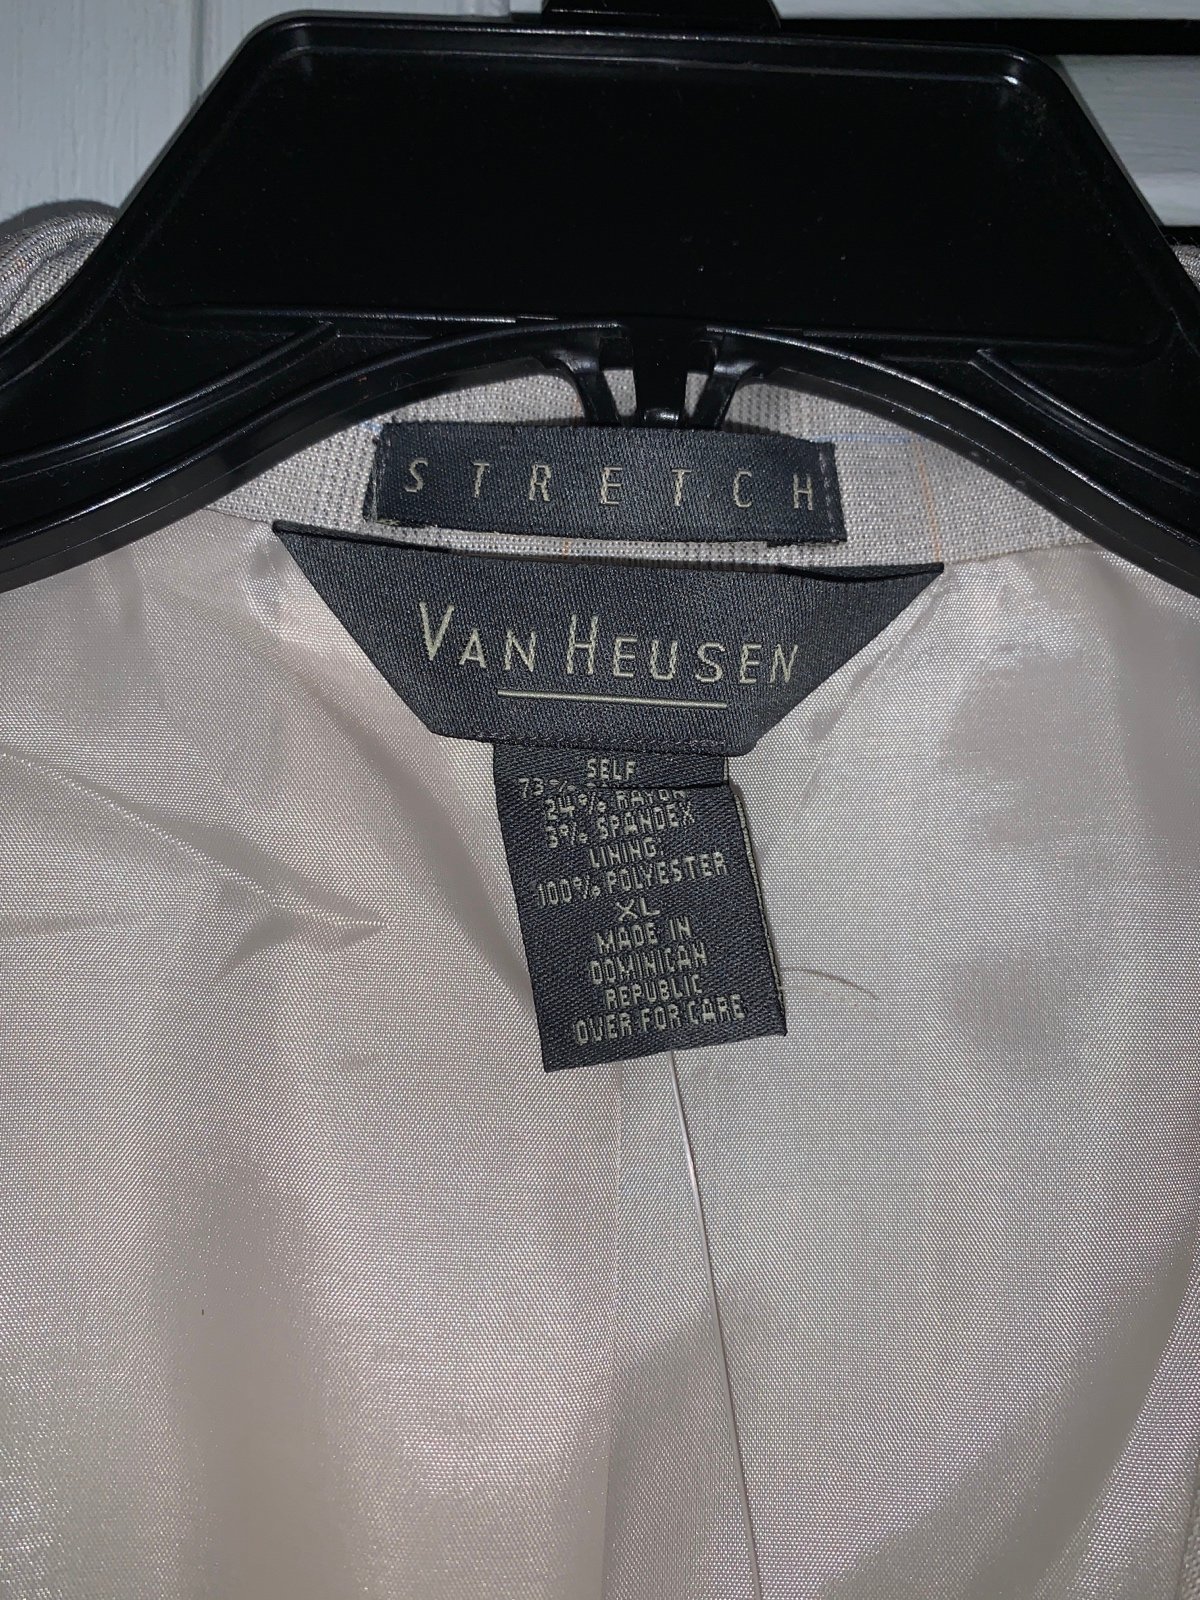 STRETCH
VAN HEUSEN
SELF
73%
24% RAYON
3% SPANDEX
LINING:
100% POLYESTER
XL
MADE IN
DOMINICAN
REPUBLIC
OVER FOR CARE